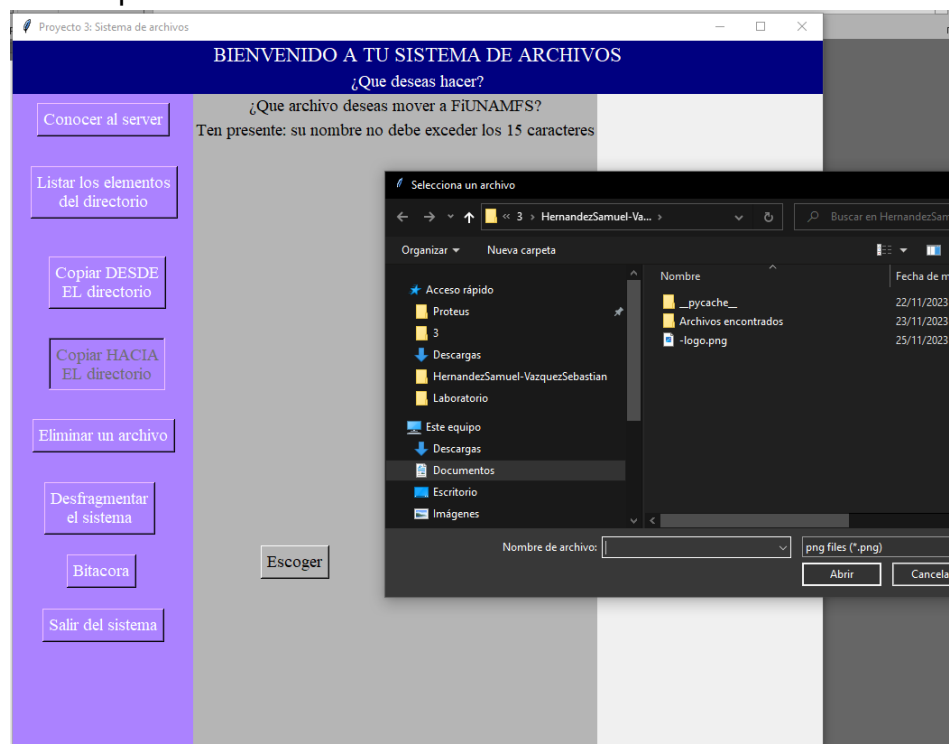 Proyecto 3: Sistema de archivos
BIENVENIDO A TU SISTEMA DE ARCHIVOS
¿Que deseas hacer?
Conocer al server
Listar los elementos
del directorio
Copiar DESDE
EL directorio
Copiar HACIA
EL directorio
Eliminar un archivo
Desfragmentar
el sistema
Bitacora
Salir del sistema
¿Que archivo deseas mover a FiUNAMFS?
Ten presente: su nombre no debe exceder los 15 caracteres
Escoger
Selecciona un archivo
« 3 › HernandezSamuel-Va... ›
Buscar en HernandezSam
Organizar
Nueva carpeta
Acceso rápido
Proteus
3
Descargas
HernandezSamuel-VazquezSebastian
Laboratorio
Este equipo
Descargas
Documentos
Escritorio
Imágenes
Nombre Fecha de m
__pycache__ 22/11/2023
Archivos encontrados 23/11/2023
-logo.png 25/11/2023
Nombre de archivo:
png files (*.png)
Abrir
Cancela